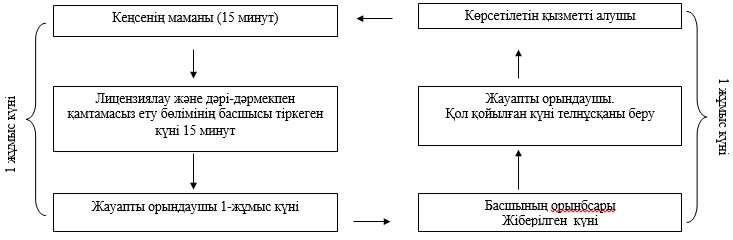 Кеңсенің маманы (15 минут)
Көрсетілетін қызметті алушы
1 жұмыс күні
Лицензиялау және дәрі-дәрмекпен
қамтамасыз ету бөлімінің басшысы тіркеген
күні 15 минут
Жауапты орындаушы.
Қол қойылған күні телнұсқаны беру
1 жұмыс күні
Жауапты орындаушы 1-жұмыс күні
Басшының орынбсары
Жіберілген күні